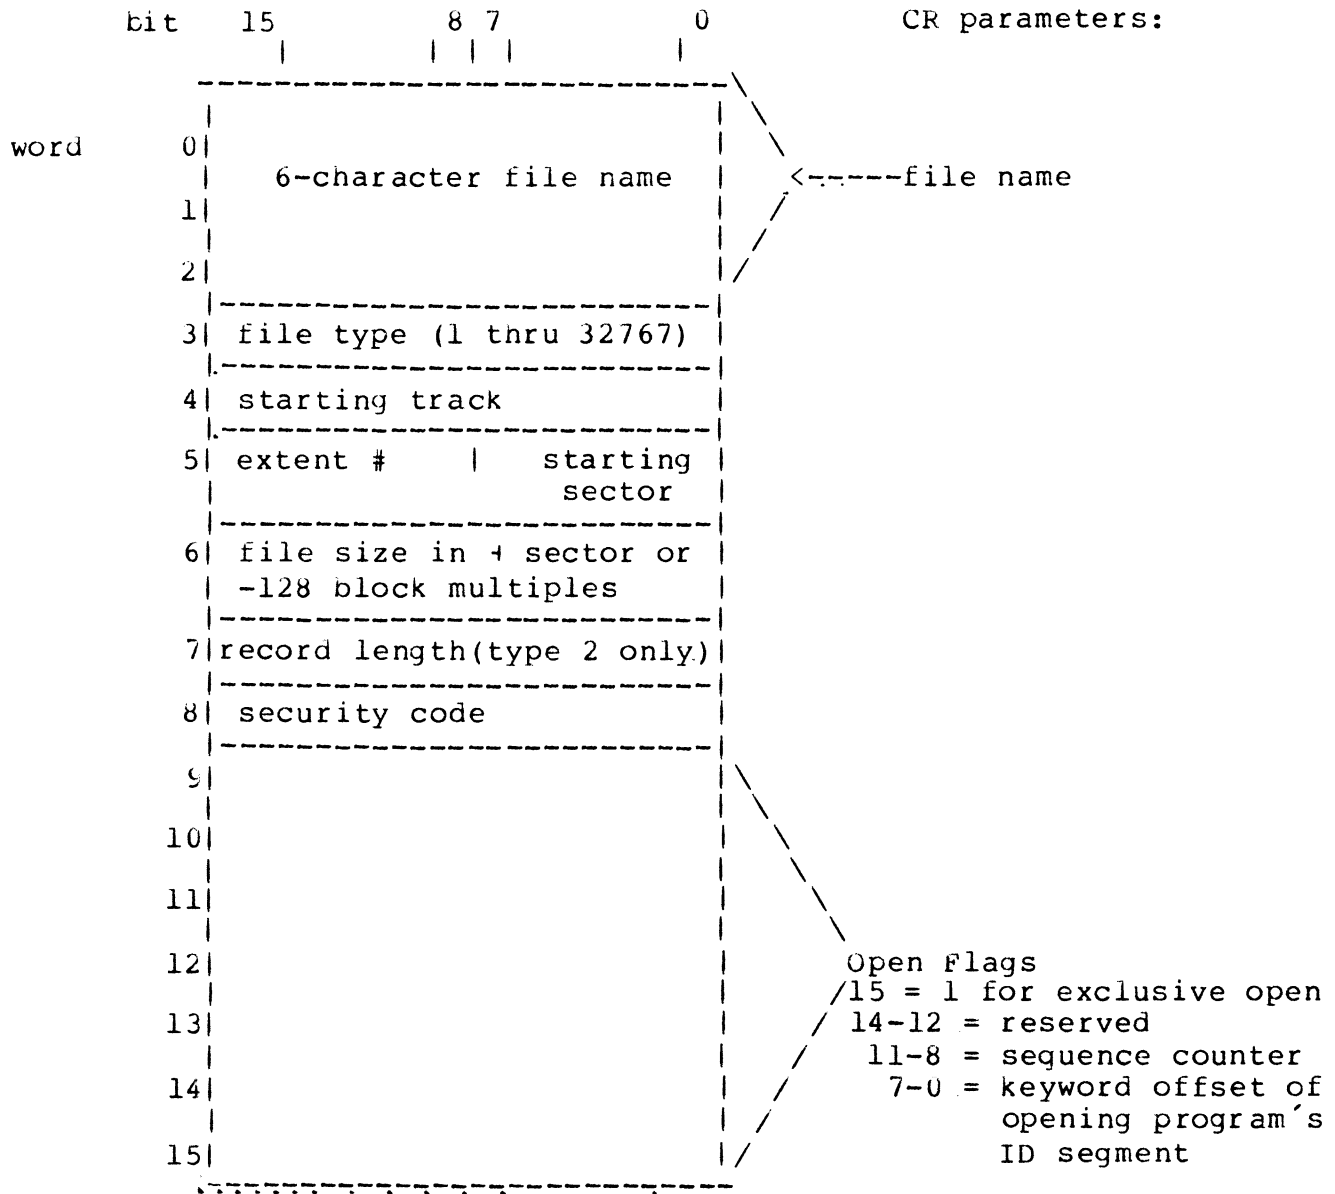 bit 15 8 7 0 CR parameters:
word 0
6-character file name <-----file name
1
2
3 file type (1 thru 32767)
4 starting track
5 extent # | starting
sector
6 file size in + sector or
-128 block multiples
7 record length(type 2 only)
8 security code
9
10
11
12 Open Flags
15 = 1 for exclusive open
13 14-12 = reserved
11-8 = sequence counter
14 7-0 = keyword offset of
opening program's
15 ID segment